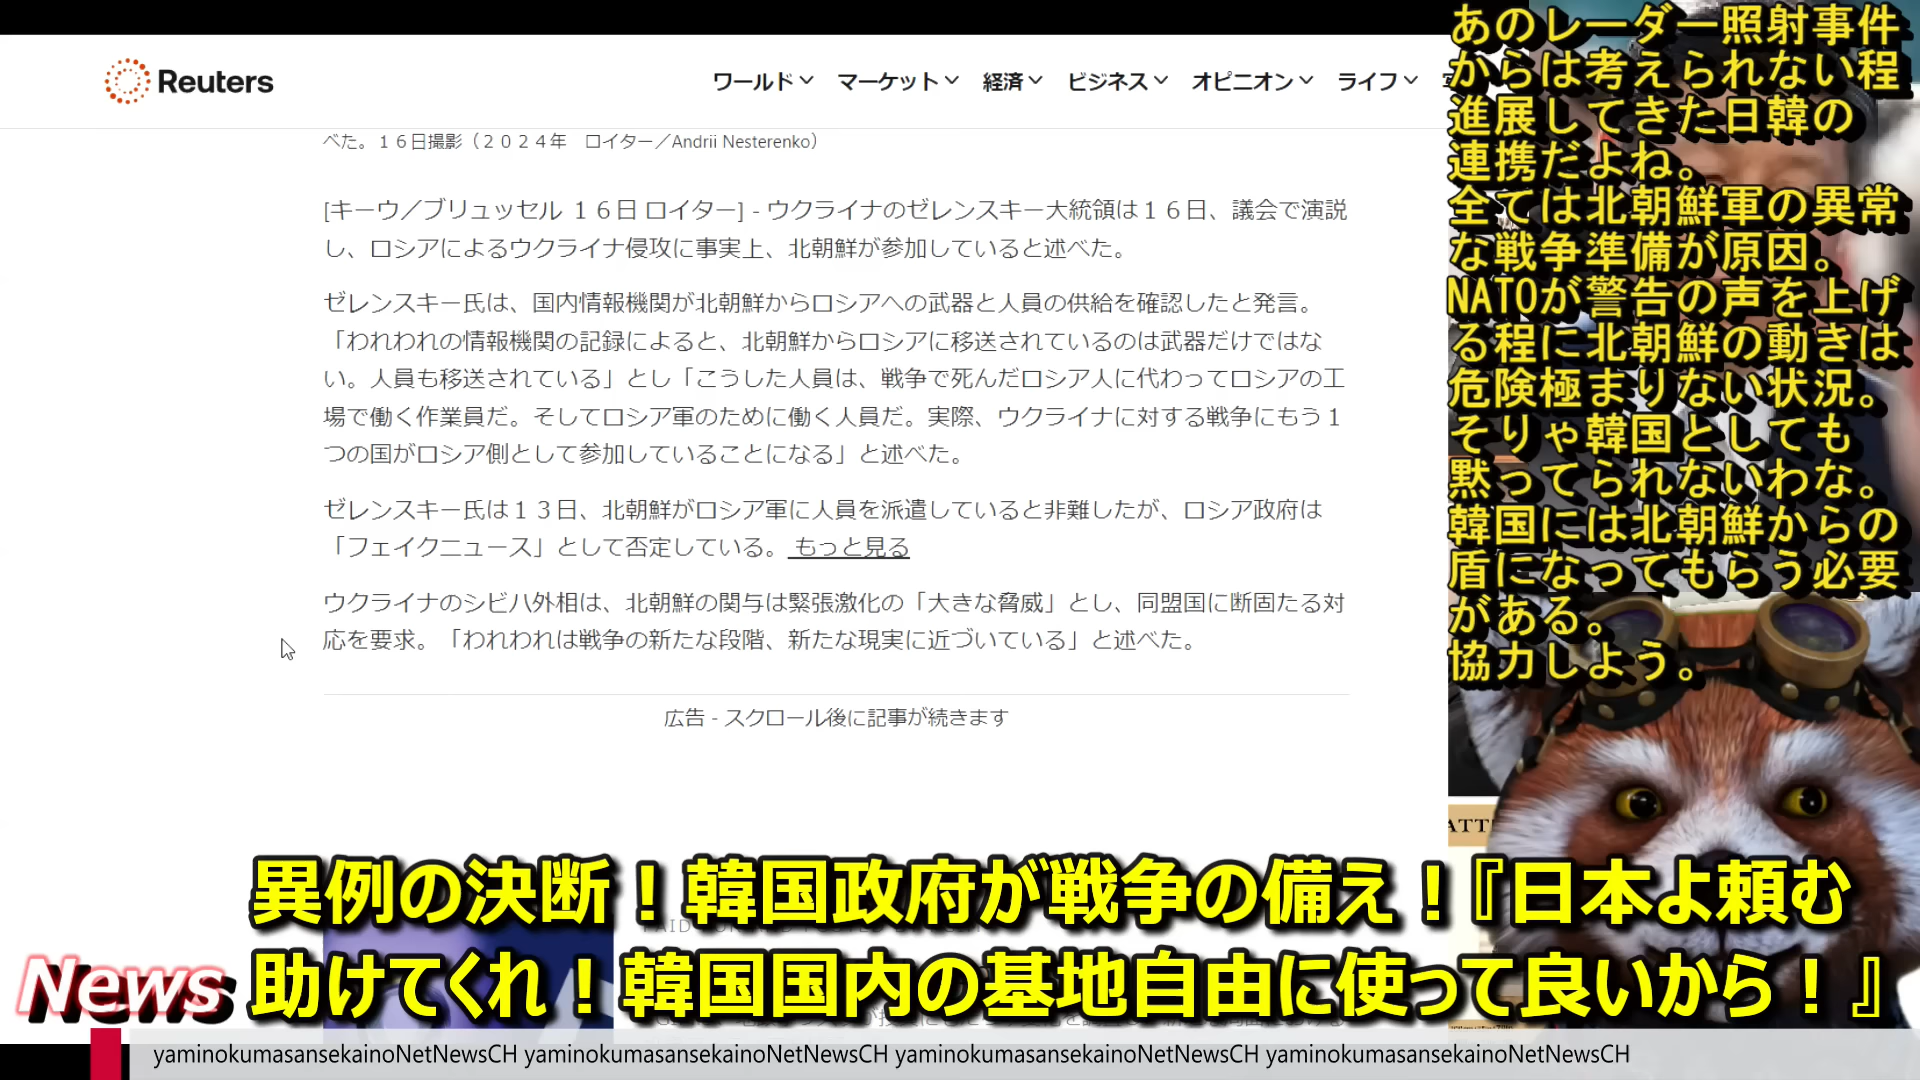 Reuters
ワールド マーケット 経済 ビジネス オピニオン ライフ
べた。１６日撮影（２０２４年　ロイター／Andrii Nesterenko）
[キーウ／ブリュッセル １６日 ロイター] - ウクライナのゼレンスキー大統領は１６日、議会で演説
し、ロシアによるウクライナ侵攻に事実上、北朝鮮が参加していると述べた。
ゼレンスキー氏は、国内情報機関が北朝鮮からロシアへの武器と人員の供給を確認したと発言。
「われわれの情報機関の記録によると、北朝鮮からロシアに移送されているのは武器だけではな
い。人員も移送されている」とし「こうした人員は、戦争で死んだロシア人に代わってロシアの工
場で働く作業員だ。そしてロシア軍のために働く人員だ。実際、ウクライナに対する戦争にもう１
つの国がロシア側として参加していることになる」と述べた。
ゼレンスキー氏は１３日、北朝鮮がロシア軍に人員を派遣していると非難したが、ロシア政府は
「フェイクニュース」として否定している。 もっと見る
ウクライナのシビハ外相は、北朝鮮の関与は緊張激化の「大きな脅威」とし、同盟国に断固たる対
応を要求。「われわれは戦争の新たな段階、新たな現実に近づいている」と述べた。
広告 - スクロール後に記事が続きます
あのレーダー照射事件
からは考えられない程
進展してきた日韓の
連携だよね。
全ては北朝鮮軍の異常
な戦争準備が原因。
NATOが警告の声を上げ
る程に北朝鮮の動きは
危険極まりない状況。
そりゃ韓国としても
黙ってられないわな。
韓国には北朝鮮からの
盾になってもらう必要
がある。
協力しよう。
異例の決断！韓国政府が戦争の備え！『日本よ頼む
助けてくれ！韓国国内の基地自由に使って良いから！』
News
yaminokumasansekainoNetNewsCH yaminokumasansekainoNetNewsCH yaminokumasansekainoNetNewsCH yaminokumasansekainoNetNewsCH